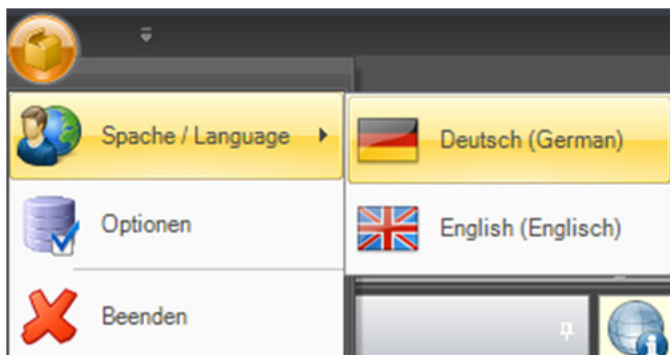 Spache / Language
Deutsch (German)
Optionen
English (Englisch)
Beenden